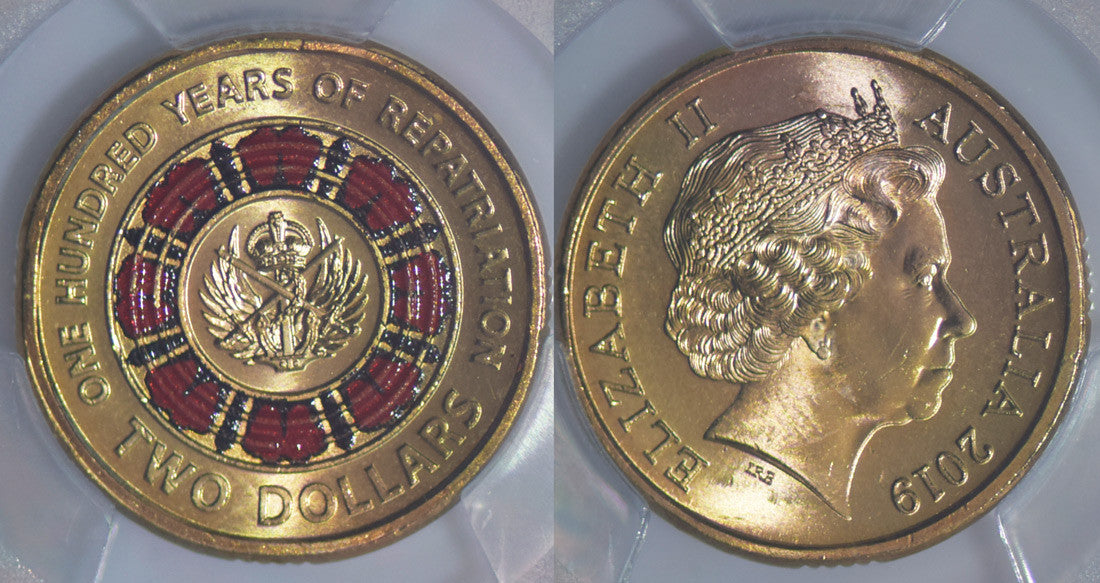 ONE HUNDRED YEARS OF REPATRIATION
TWO DOLLARS
ELIZABETH II
AUSTRALIA 2019
IRB